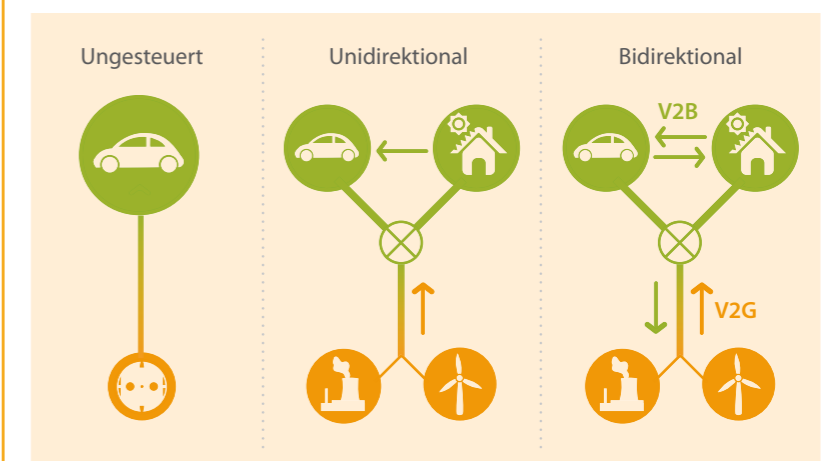 Ungesteuert
Unidirektional
Bidirektional
V2B
V2G